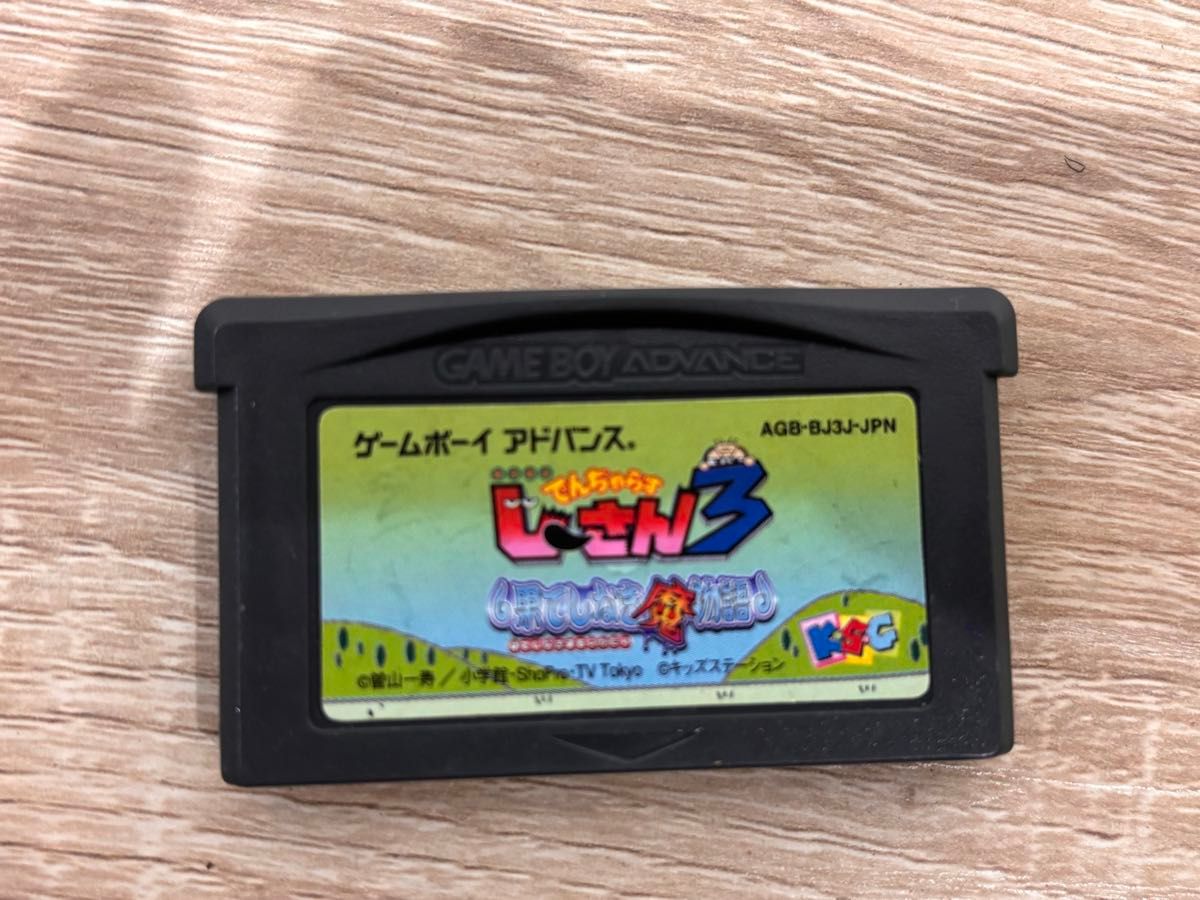 GAME BOY ADVANCE
ゲームボーイ アドバンス®
AGB-BJ3J-JPN
でんぢゃらす
じーさん3
果てしなき魔物語
K.S.G
©曽山一寿／小学館・ShoPro・TV Tokyo ©キッズステーション